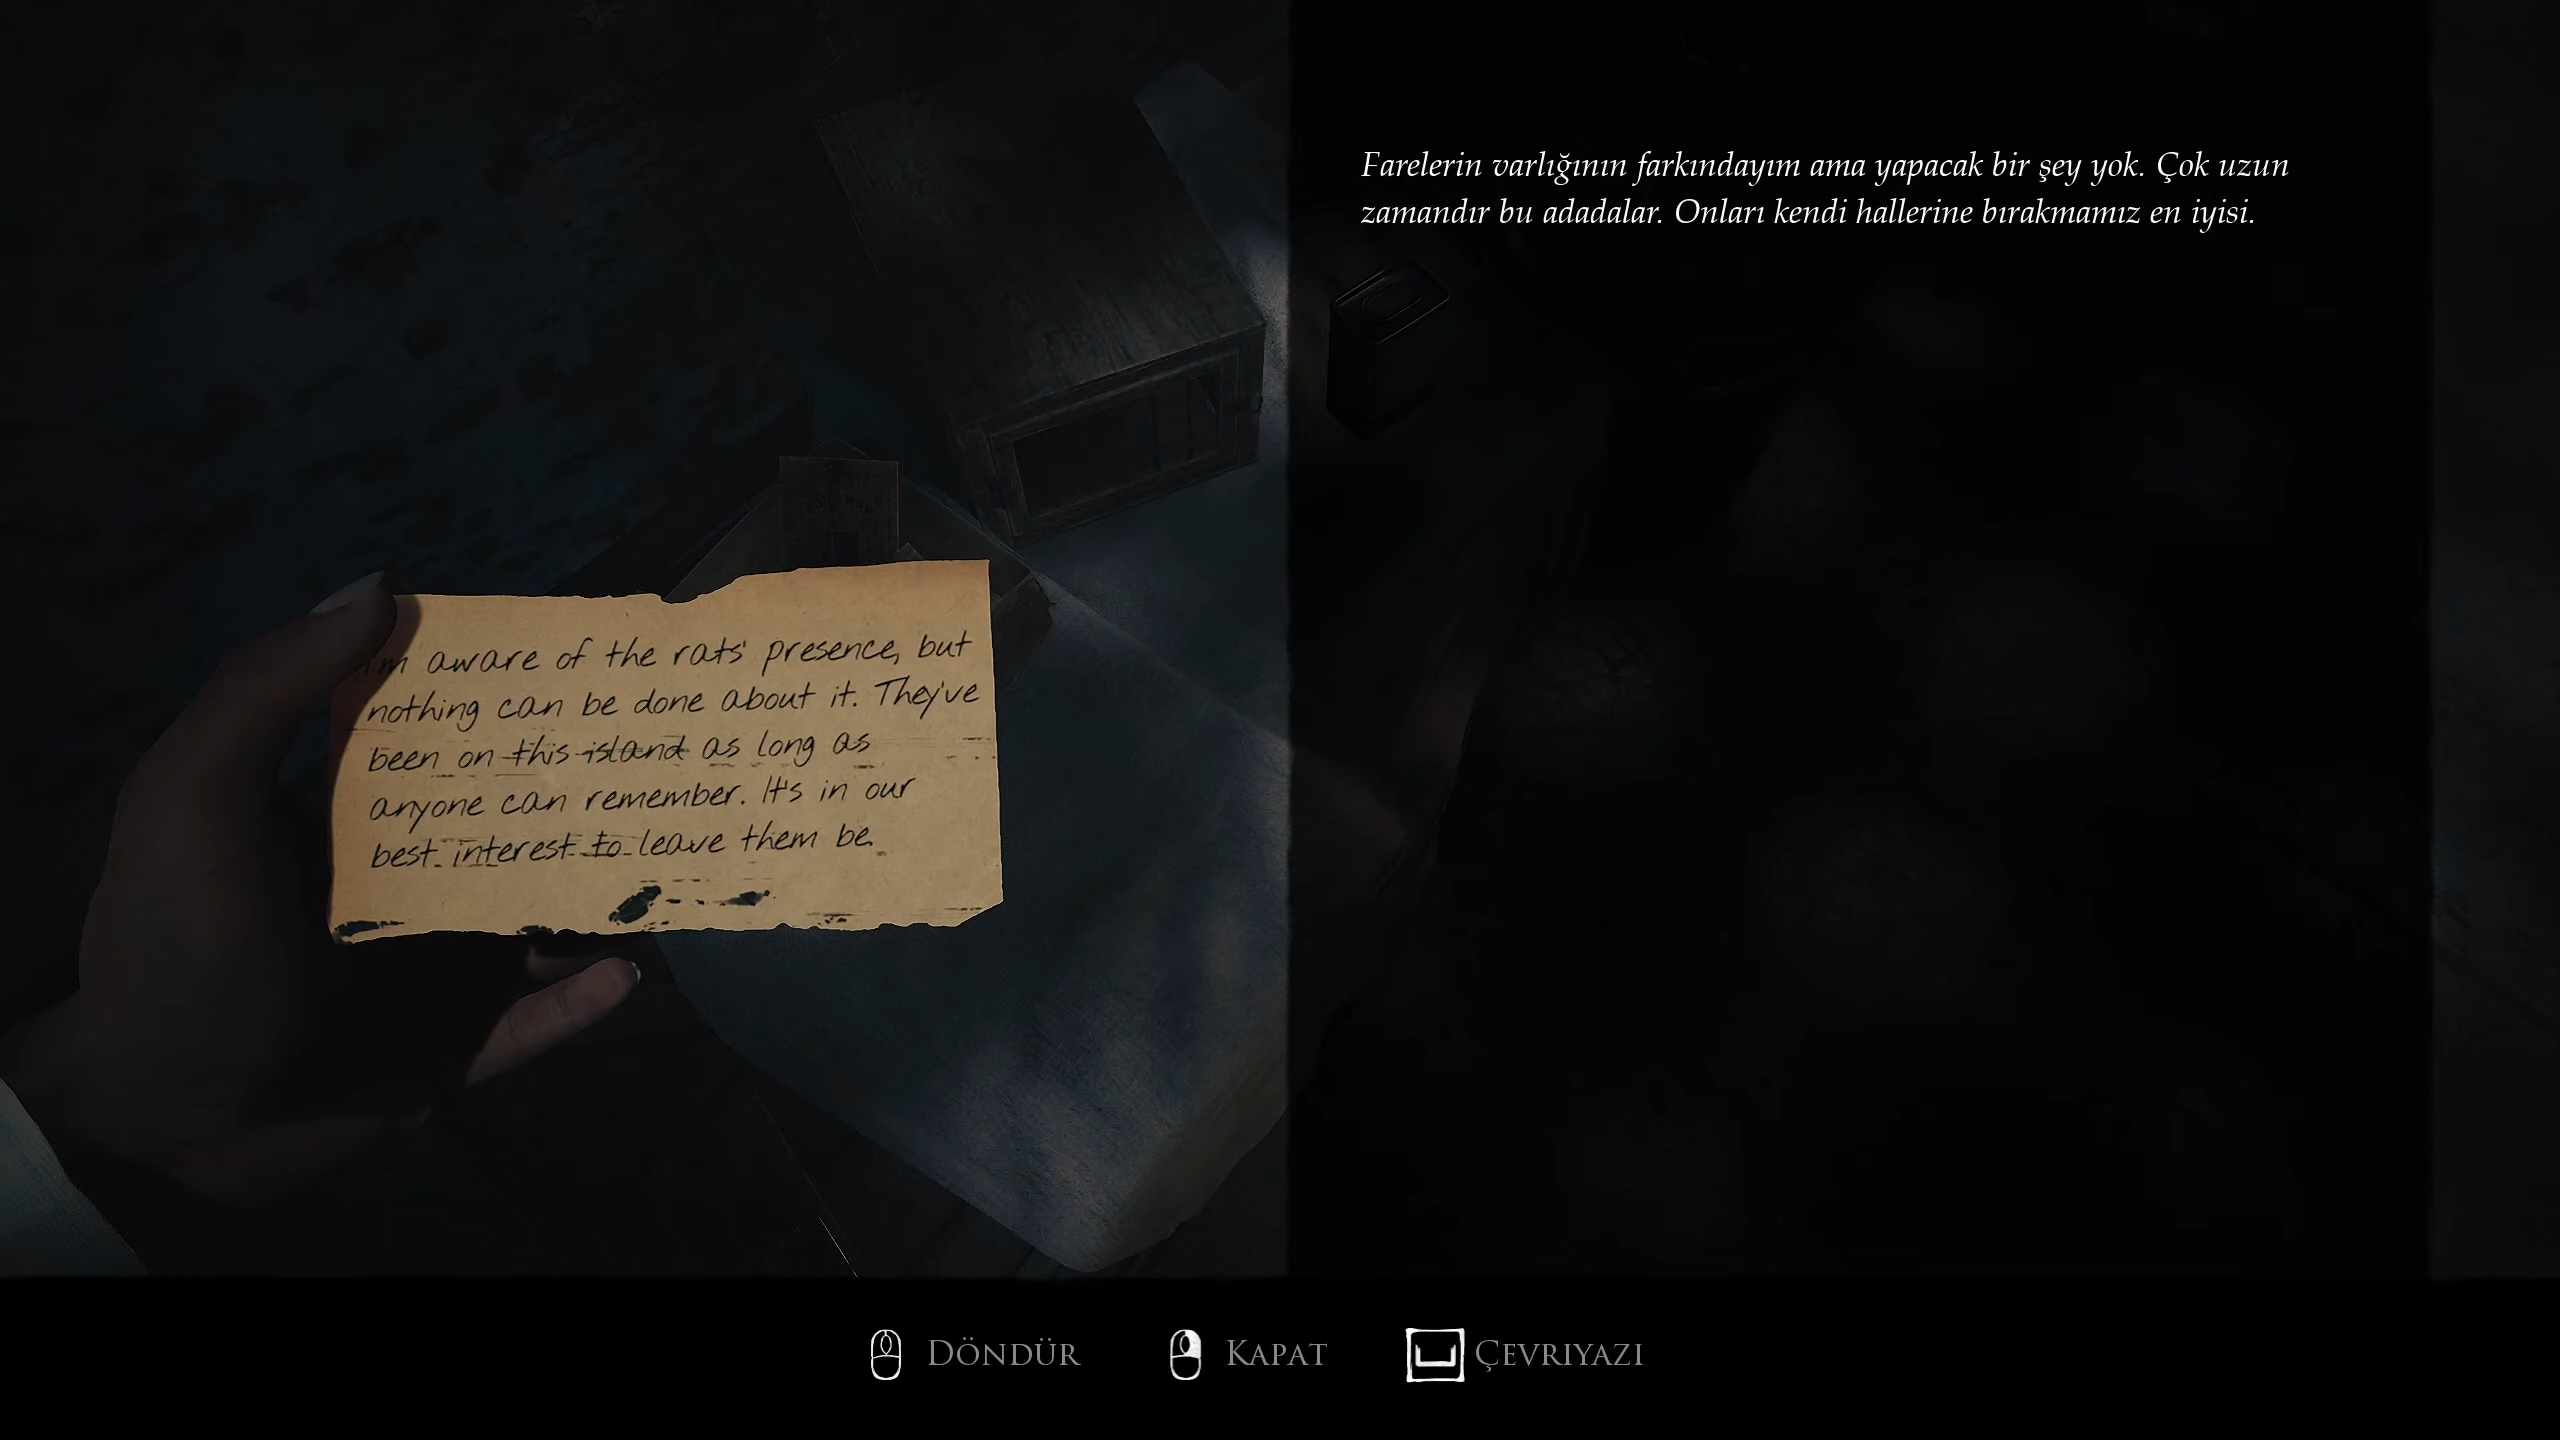 Farelerin varlığının farkındayım ama yapacak bir şey yok. Çok uzun
zamandır bu adadalar. Onları kendi hallerine bırakmamız en iyisi.
I'm aware of the rats' presence, but
nothing can be done about it. They've
been on this island as long as
anyone can remember. It's in our
best interest to leave them be.
DÖNDÜR KAPAT ÇEVRIYAZI